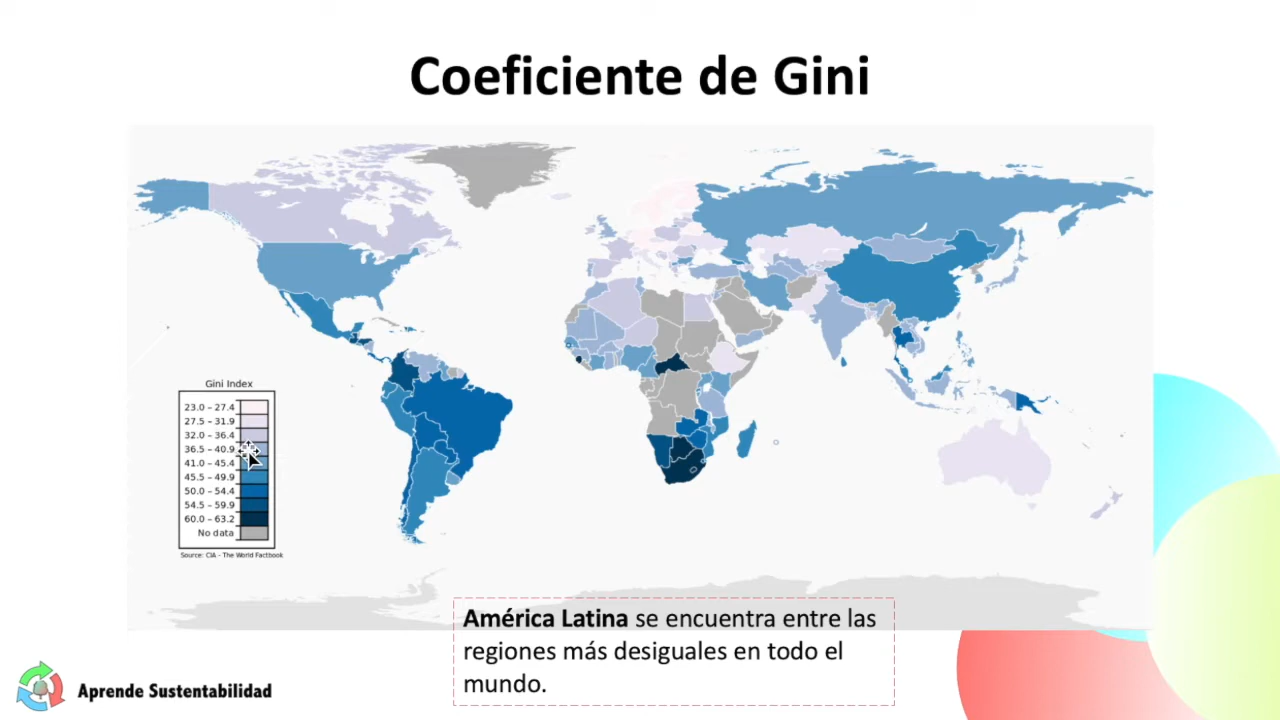 Coeficiente de Gini
Gini Index
23.0 – 27.4
27.5 – 31.9
32.0 – 36.4
36.5 – 40.9
41.0 – 45.4
45.5 – 49.9
50.0 – 54.4
54.5 – 59.9
60.0 – 63.2
No data
Source: CIA - The World Factbook
América Latina se encuentra entre las
regiones más desiguales en todo el
mundo.
Aprende Sustentabilidad